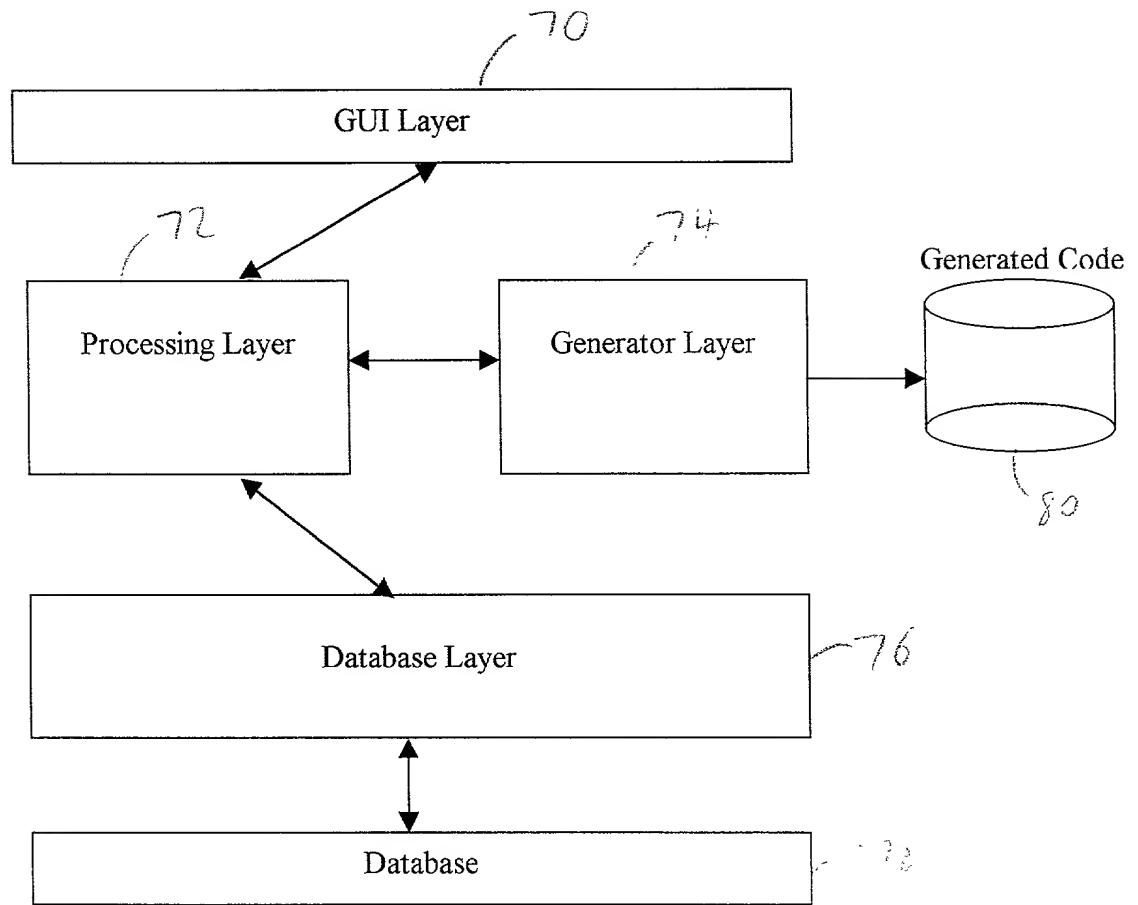 70
GUI Layer
72
74
Generated Code
Processing Layer
Generator Layer
80
Database Layer
76
Database